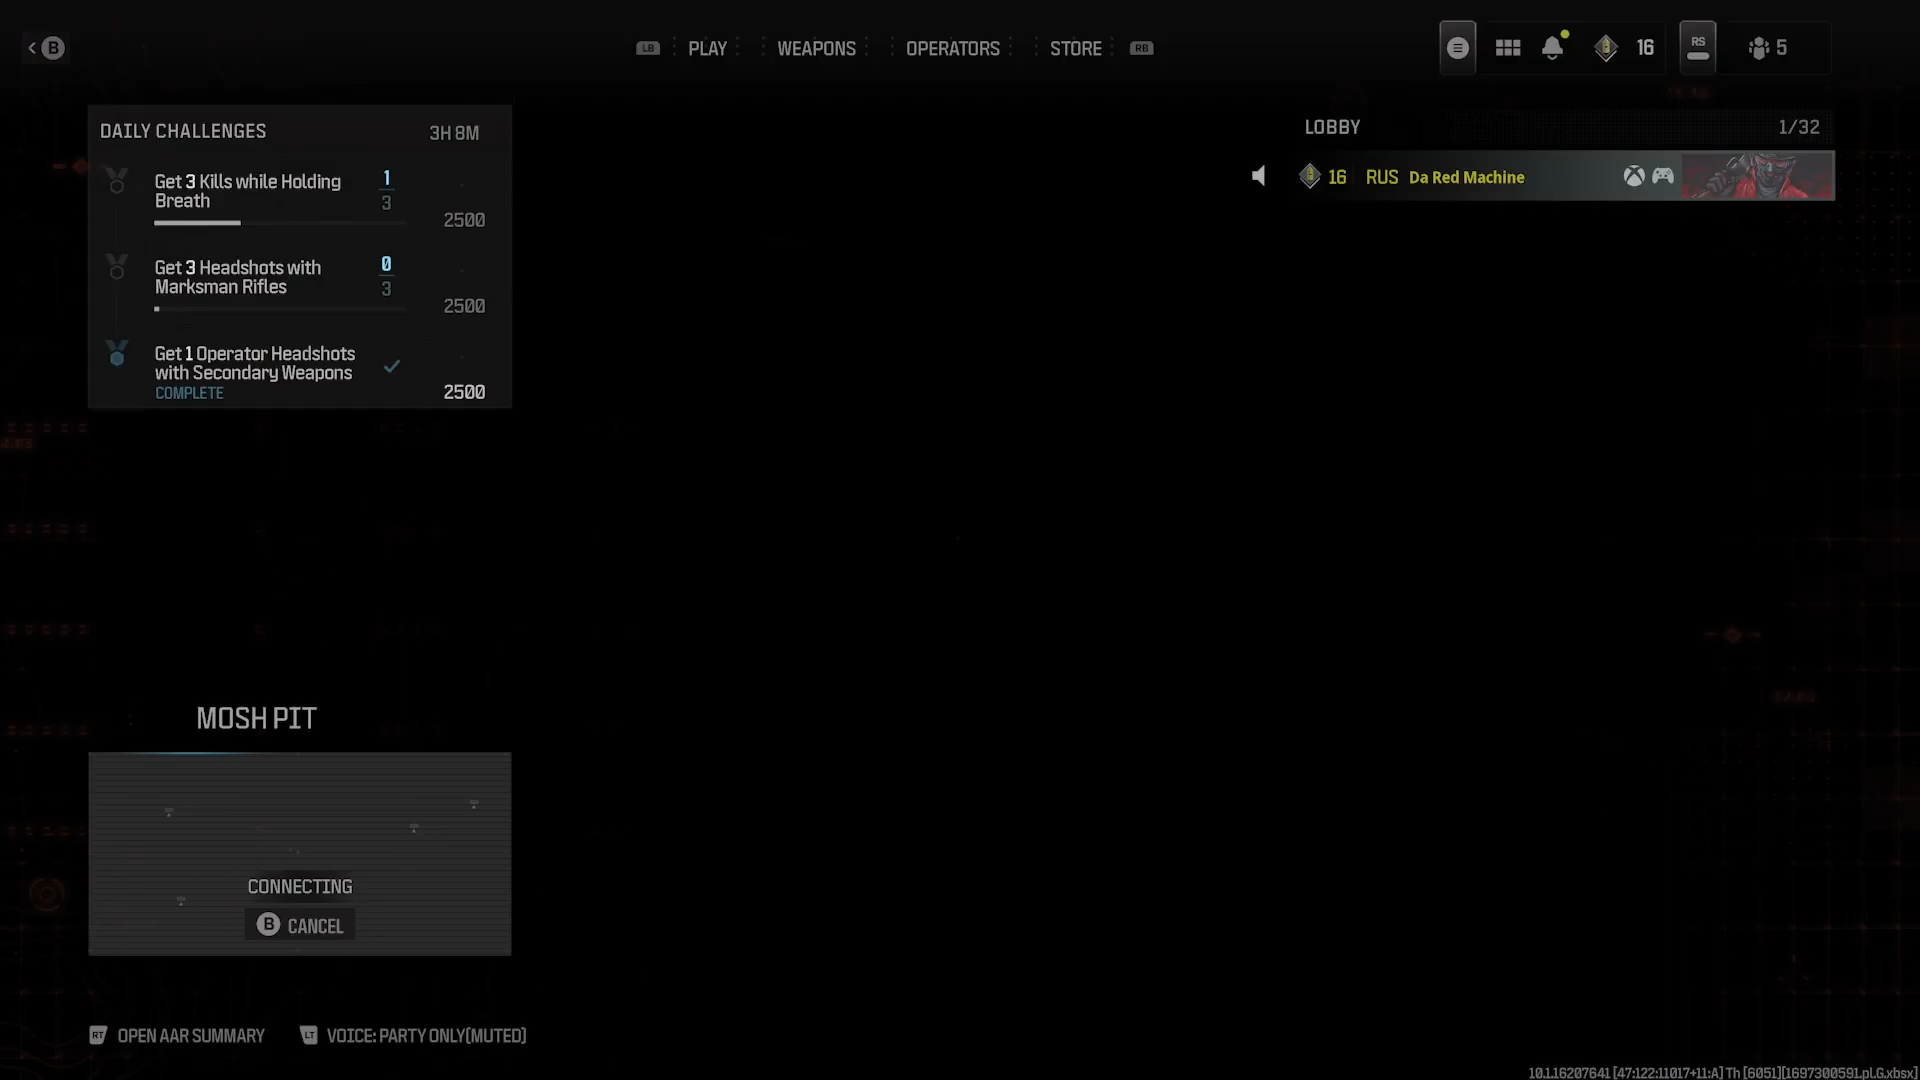 B
LB PLAY WEAPONS OPERATORS STORE RB
16 RS 5
DAILY CHALLENGES 3H 8M
Get 3 Kills while Holding
Breath
1
3
2500
Get 3 Headshots with
Marksman Rifles
0
3
2500
Get 1 Operator Headshots
with Secondary Weapons
COMPLETE
2500
LOBBY 1/32
16 RUS Da Red Machine
MOSH PIT
CONNECTING
B CANCEL
RT OPEN AAR SUMMARY LT VOICE: PARTY ONLY(MUTED)
10.1.16207641 [47:122:11017+11:A] Th [6051][1697300591.pl.G.xbsx]